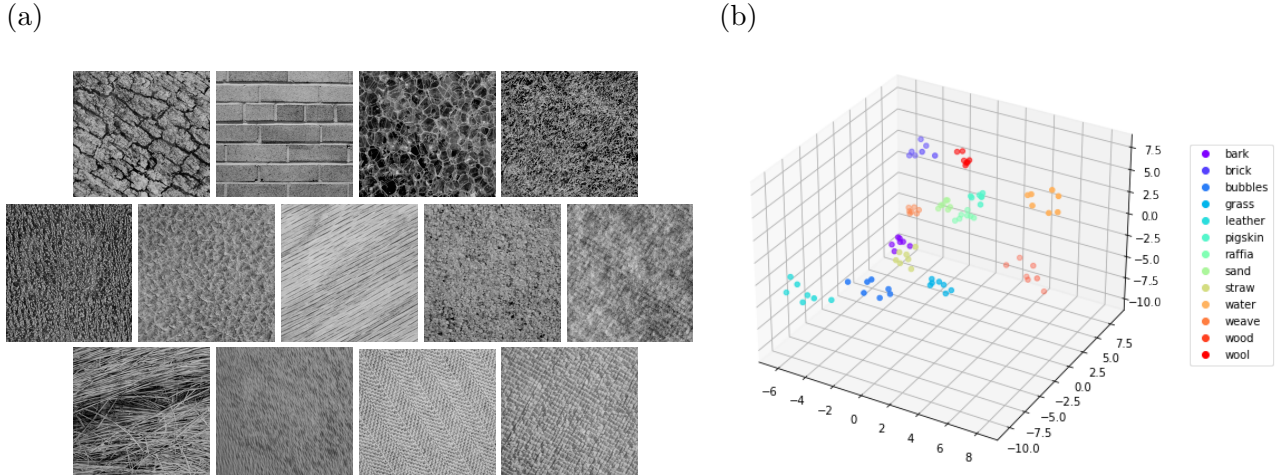 (a)
(b)
7.5
5.0
2.5
0.0
−2.5
−5.0
−7.5
−10.0
7.5
5.0
2.5
0.0
−2.5
−5.0
−7.5
−10.0
−6
−4
−2
0
2
4
6
8
bark
brick
bubbles
grass
leather
pigskin
raffia
sand
straw
water
weave
wood
wool